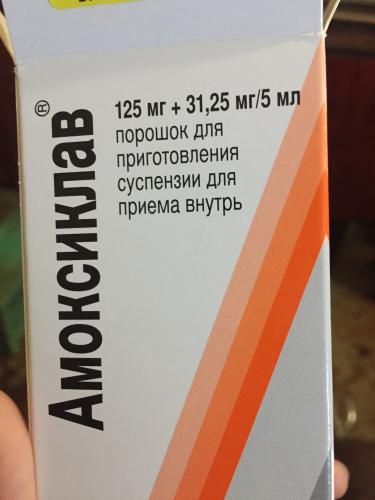 Амоксиклав®
125 мг + 31,25 мг/5 мл
порошок для
приготовления
суспензии для
приема внутрь